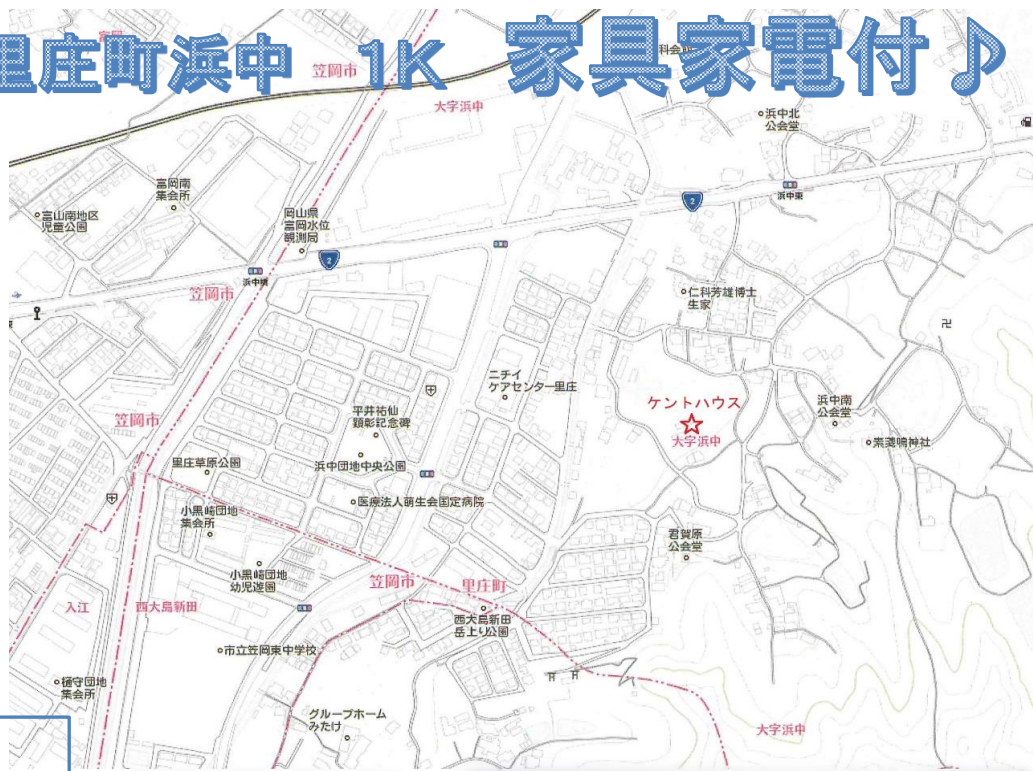 里庄町浜中 1K 家具家電付♪
笠岡市
大字浜中
浜中北
公会堂
富岡南
集会所
富山南地区
児童公園
岡山県
富岡水位
観測局
2
浜中東
2
浜中橋
笠岡市
仁科芳雄博士
生家
卍
ニチイ
ケアセンター里庄
ケントハウス
☆
大字浜中
浜中南
公会堂
素戔嗚神社
笠岡市
平井祐仙
顕彰記念碑
里庄草原公園
浜中団地中央公園
医療法人萌生会国定病院
小黒崎団地
集会所
君賀原
公会堂
小黒崎団地
幼児遊園
笠岡市
里庄町
入江
西大島新田
西大島新田
岳上り公園
市立笠岡東中学校
樋守団地
集会所
グループホーム
みたけ
大字浜中